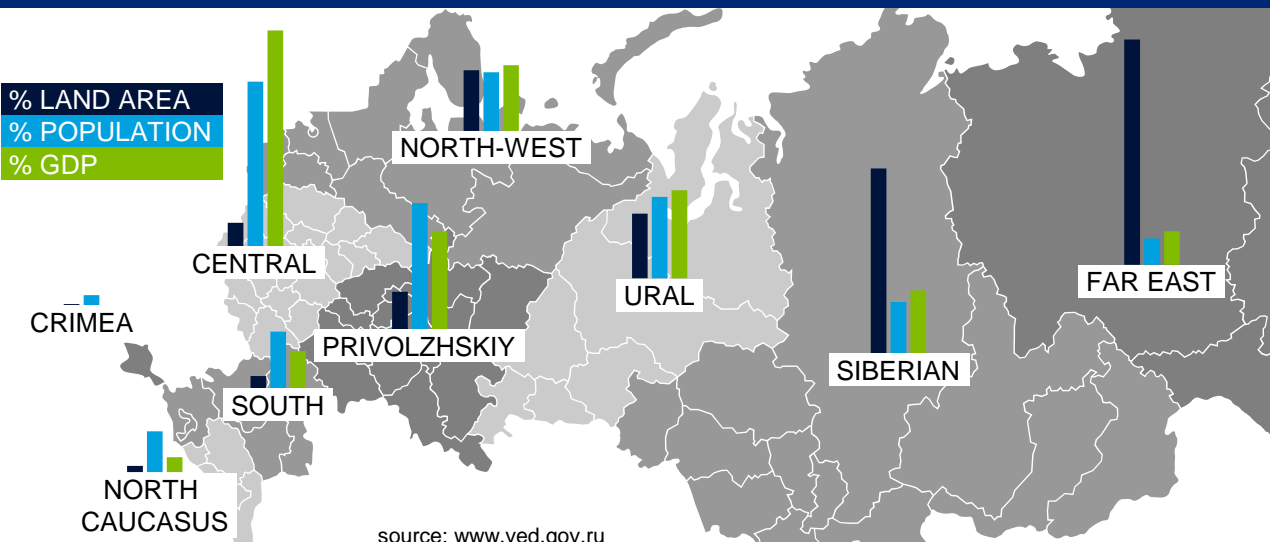 % LAND AREA
% POPULATION
% GDP
NORTH-WEST
CENTRAL
FAR EAST
URAL
CRIMEA
PRIVOLZHSKIY
SIBERIAN
SOUTH
NORTH
CAUCASUS
source: www.ved.gov.ru